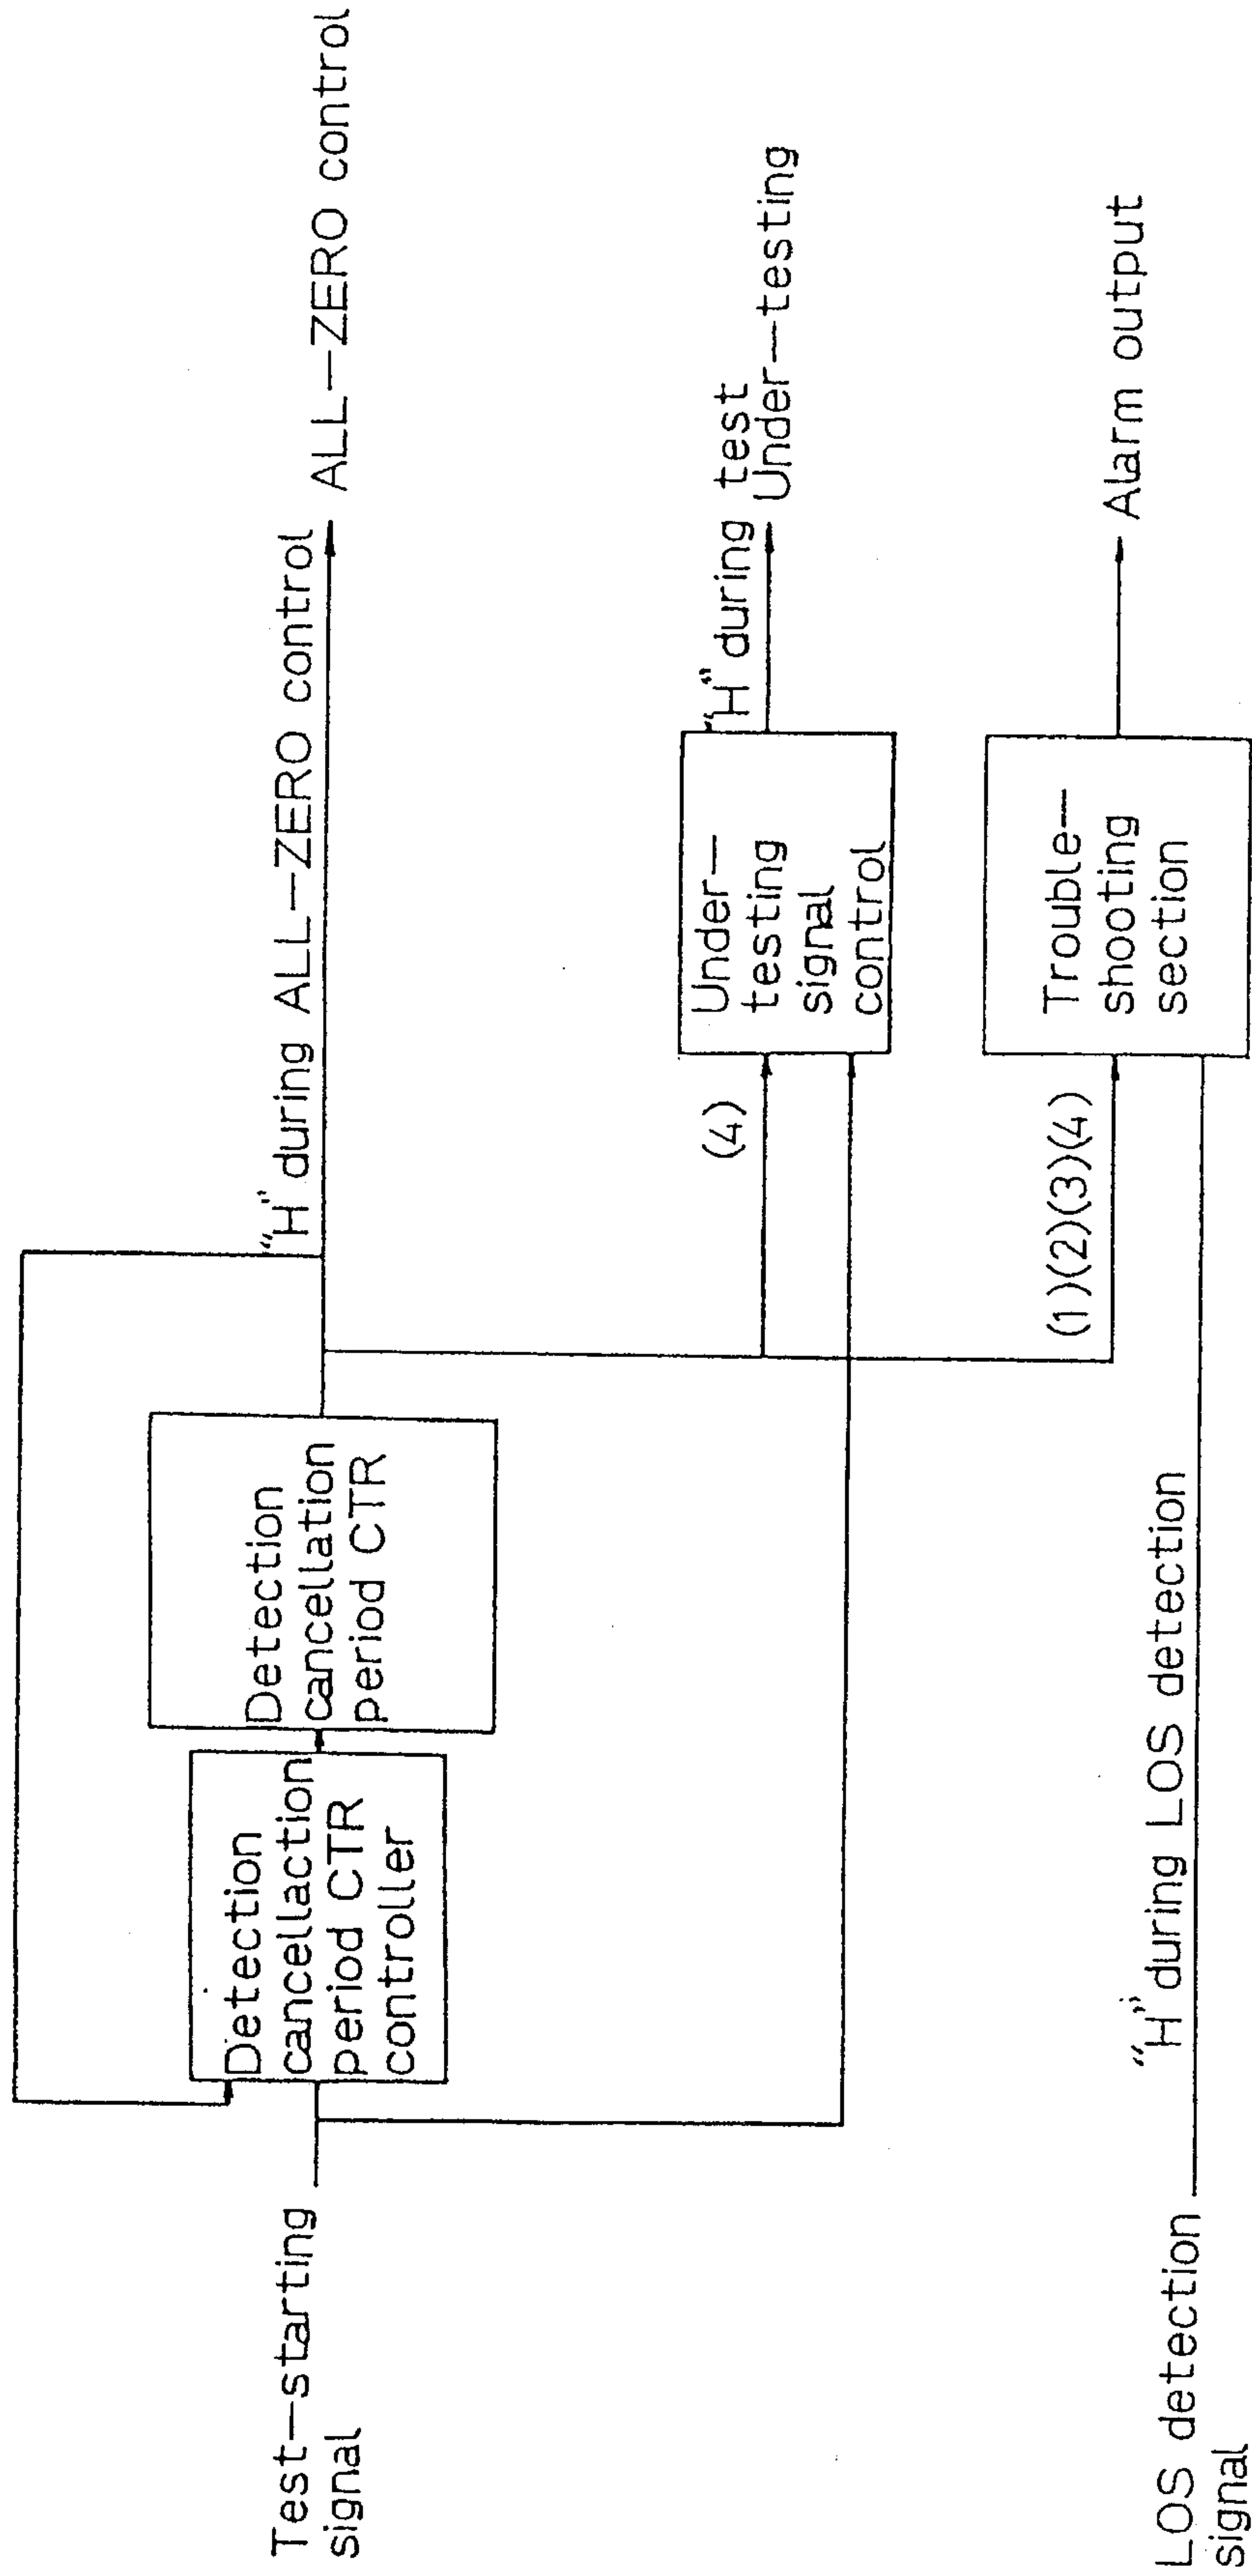 Test—starting
signal
Detection
cancellaction
period CTR
controller
Detection
cancellation
period CTR
"H" during ALL—ZERO control
ALL—ZERO control
(4)
Under—
testing
signal
control
"H" during test
Under—testing
(1)(2)(3)(4)
Trouble—
shooting
section
Alarm output
LOS detection
signal
"H" during LOS detection